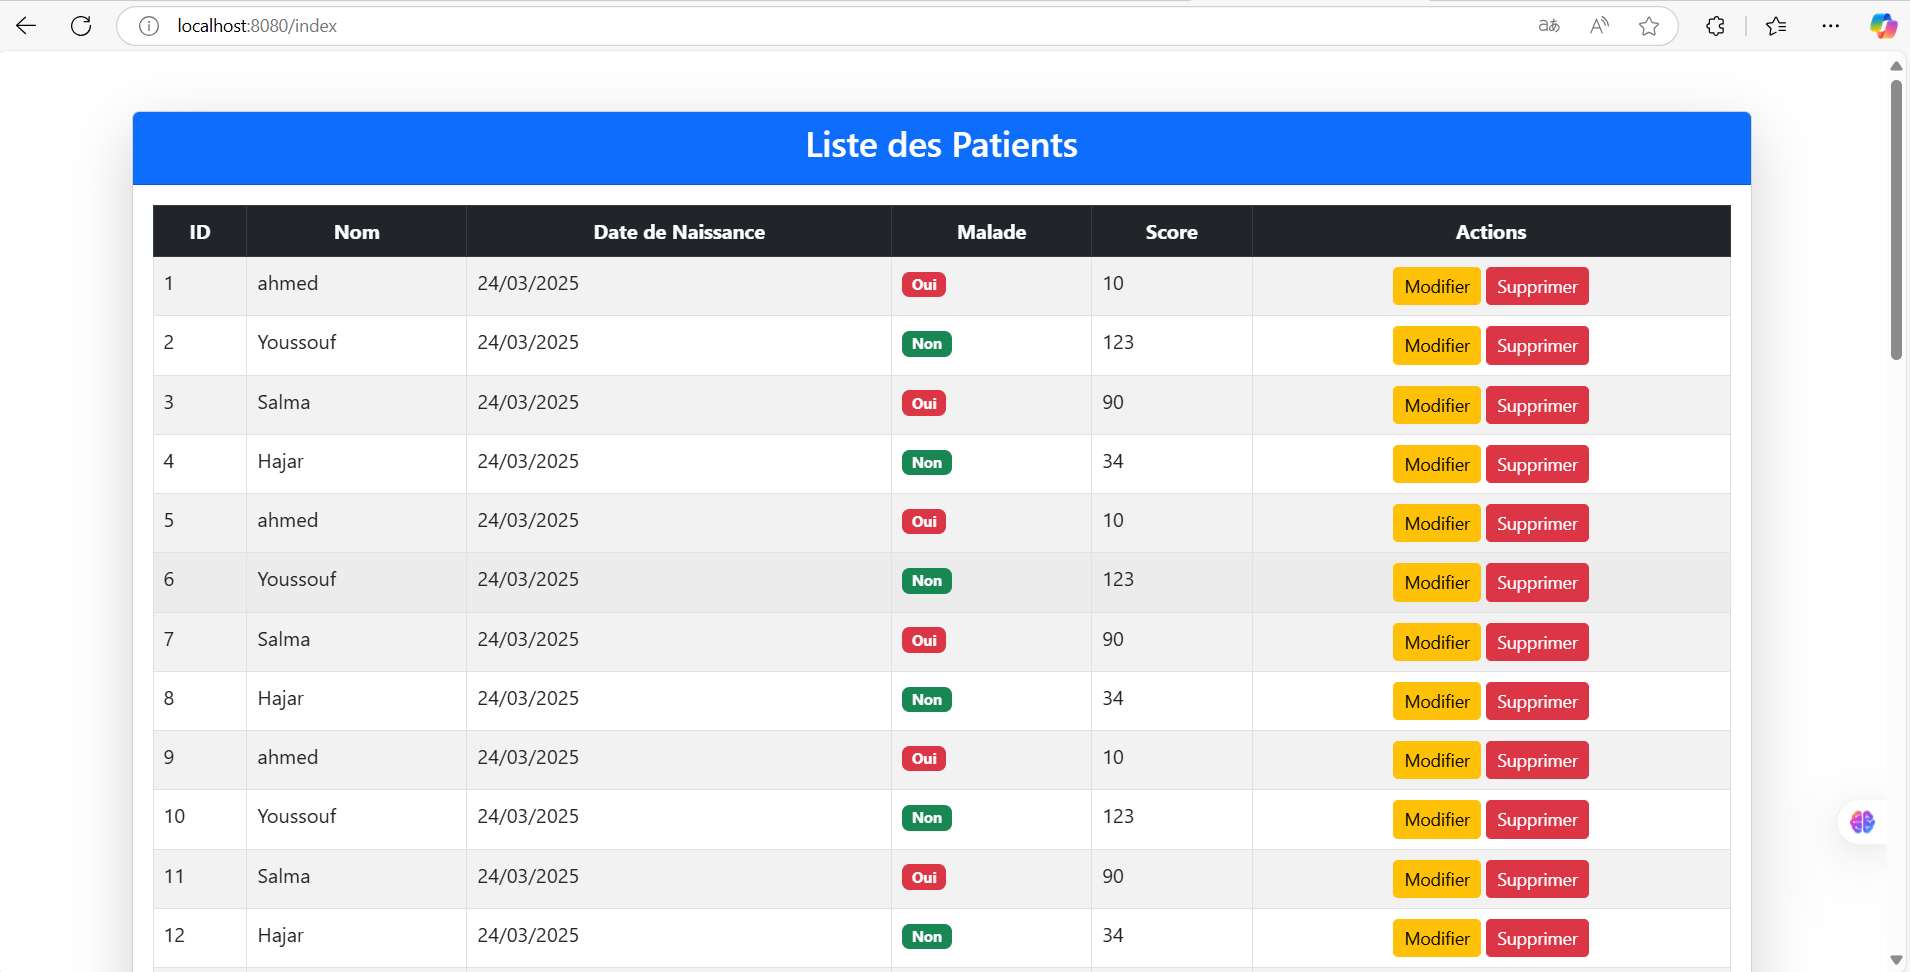 localhost:8080/index
Liste des Patients
ID Nom Date de Naissance Malade Score Actions
1 ahmed 24/03/2025 Oui 10 Modifier Supprimer
2 Youssouf 24/03/2025 Non 123 Modifier Supprimer
3 Salma 24/03/2025 Oui 90 Modifier Supprimer
4 Hajar 24/03/2025 Non 34 Modifier Supprimer
5 ahmed 24/03/2025 Oui 10 Modifier Supprimer
6 Youssouf 24/03/2025 Non 123 Modifier Supprimer
7 Salma 24/03/2025 Oui 90 Modifier Supprimer
8 Hajar 24/03/2025 Non 34 Modifier Supprimer
9 ahmed 24/03/2025 Oui 10 Modifier Supprimer
10 Youssouf 24/03/2025 Non 123 Modifier Supprimer
11 Salma 24/03/2025 Oui 90 Modifier Supprimer
12 Hajar 24/03/2025 Non 34 Modifier Supprimer